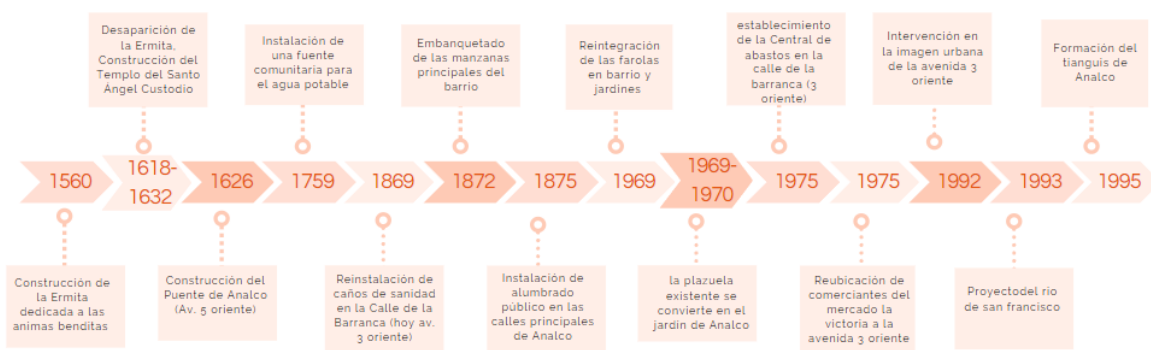 Desaparición de
la Ermita,
Construcción del
Templo del Santo
Ángel Custodio
Instalación de
una fuente
comunitaria para
el agua potable
Embanquetado
de las manzanas
principales del
barrio
Reintegración
de las farolas
en barrio y
jardines
establecimiento
de la Central de
abastos en la
calle de la
barranca (3
oriente)
Intervención en
la imagen urbana
de la avenida 3
oriente
Formación del
tianguis de
Analco
1560
1618-
1632
1626
1759
1869
1872
1875
1969
1969-
1970
1975
1975
1992
1993
1995
Construcción de
la Ermita
dedicada a las
animas benditas
Construcción del
Puente de Analco
(Av. 5 oriente)
Reinstalación de
caños de sanidad
en la Calle de la
Barranca (hoy av.
3 oriente)
Instalación de
alumbrado
público en las
calles principales
de Analco
la plazuela
existente se
convierte en el
jardín de Analco
Reubicación de
comerciantes del
mercado la
victoria a la
avenida 3 oriente
Proyectodel rio
de san francisco